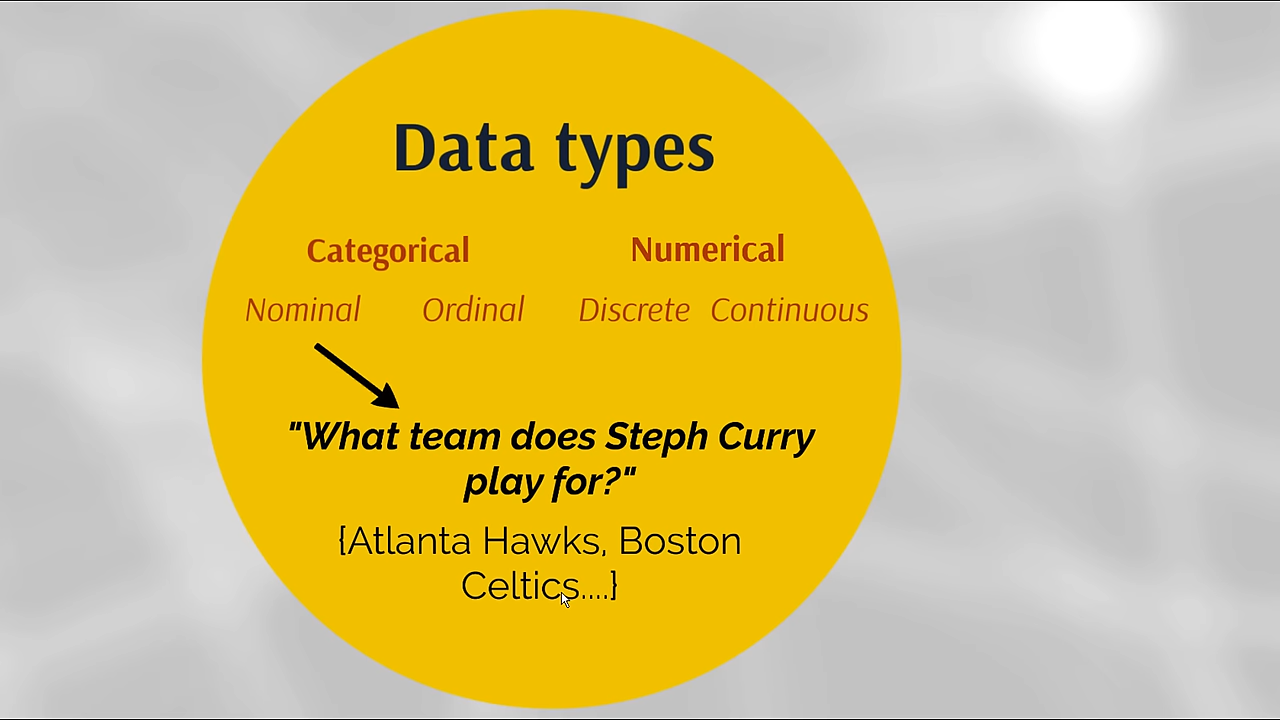 Data types
Categorical Numerical
Nominal Ordinal Discrete Continuous
"What team does Steph Curry
play for?"
{Atlanta Hawks, Boston
Celtics....}